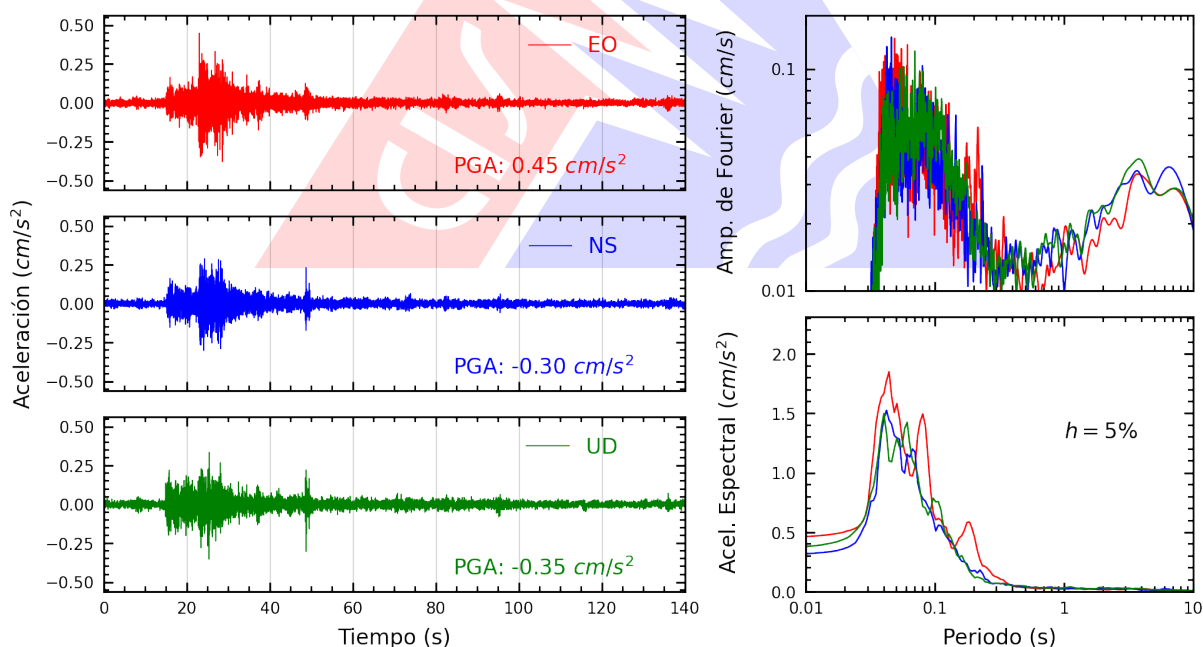 0.50
0.25
0.00
−0.25
−0.50
EO
PGA: 0.45 cm/s²
0.50
0.25
0.00
−0.25
−0.50
NS
PGA: -0.30 cm/s²
0.50
0.25
0.00
−0.25
−0.50
UD
PGA: -0.35 cm/s²
0 20 40 60 80 100 120 140
Tiempo (s)
Aceleración (cm/s²)
Amp. de Fourier (cm/s)
0.1
0.01
Acel. Espectral (cm/s²)
2.0
1.5
1.0
0.5
0.0
h = 5%
0.01 0.1 1 10
Periodo (s)